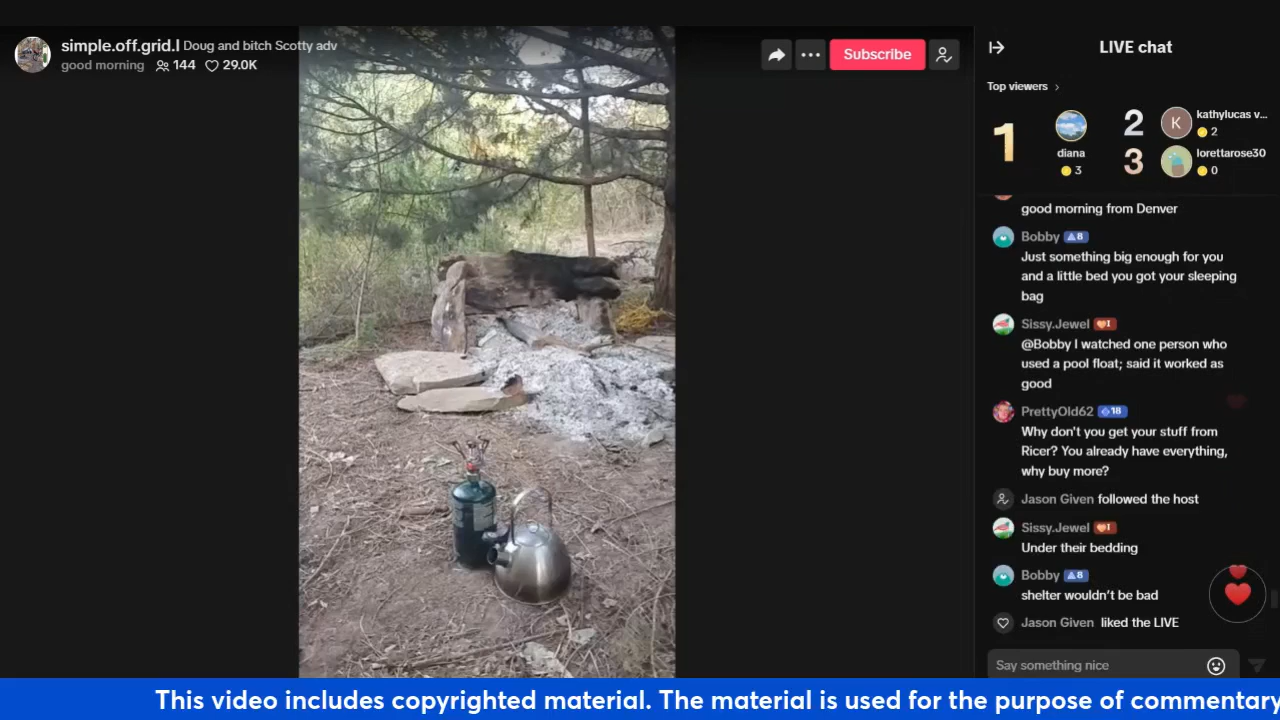 simple.off.grid.l Doug and bitch Scotty adv
good morning 144 29.0K
Subscribe
LIVE chat
Top viewers
1
diana
3
2
K
kathylucas v...
2
3
lorettarose30
0
good morning from Denver
Bobby 8
Just something big enough for you
and a little bed you got your sleeping
bag
Sissy.Jewel 1
@Bobby I watched one person who
used a pool float; said it worked as
good
PrettyOld62 18
Why don't you get your stuff from
Ricer? You already have everything,
why buy more?
Jason Given followed the host
Sissy.Jewel 1
Under their bedding
Bobby 8
shelter wouldn't be bad
Jason Given liked the LIVE
Say something nice
This video includes copyrighted material. The material is used for the purpose of commentary